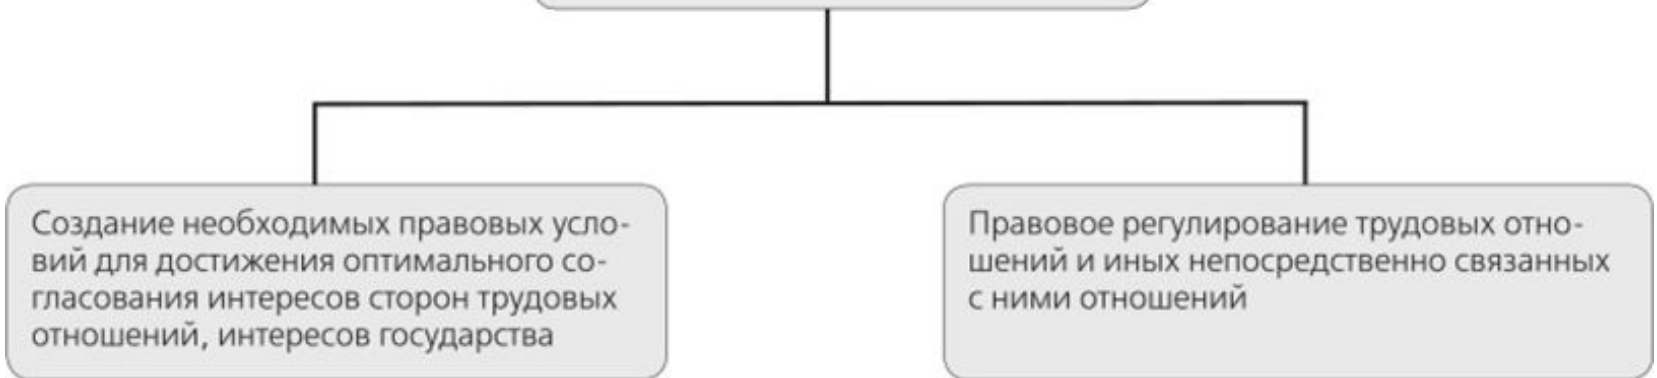 Создание необходимых правовых усло-
вий для достижения оптимального со-
гласования интересов сторон трудовых
отношений, интересов государства
Правовое регулирование трудовых отно-
шений и иных непосредственно связанных
с ними отношений